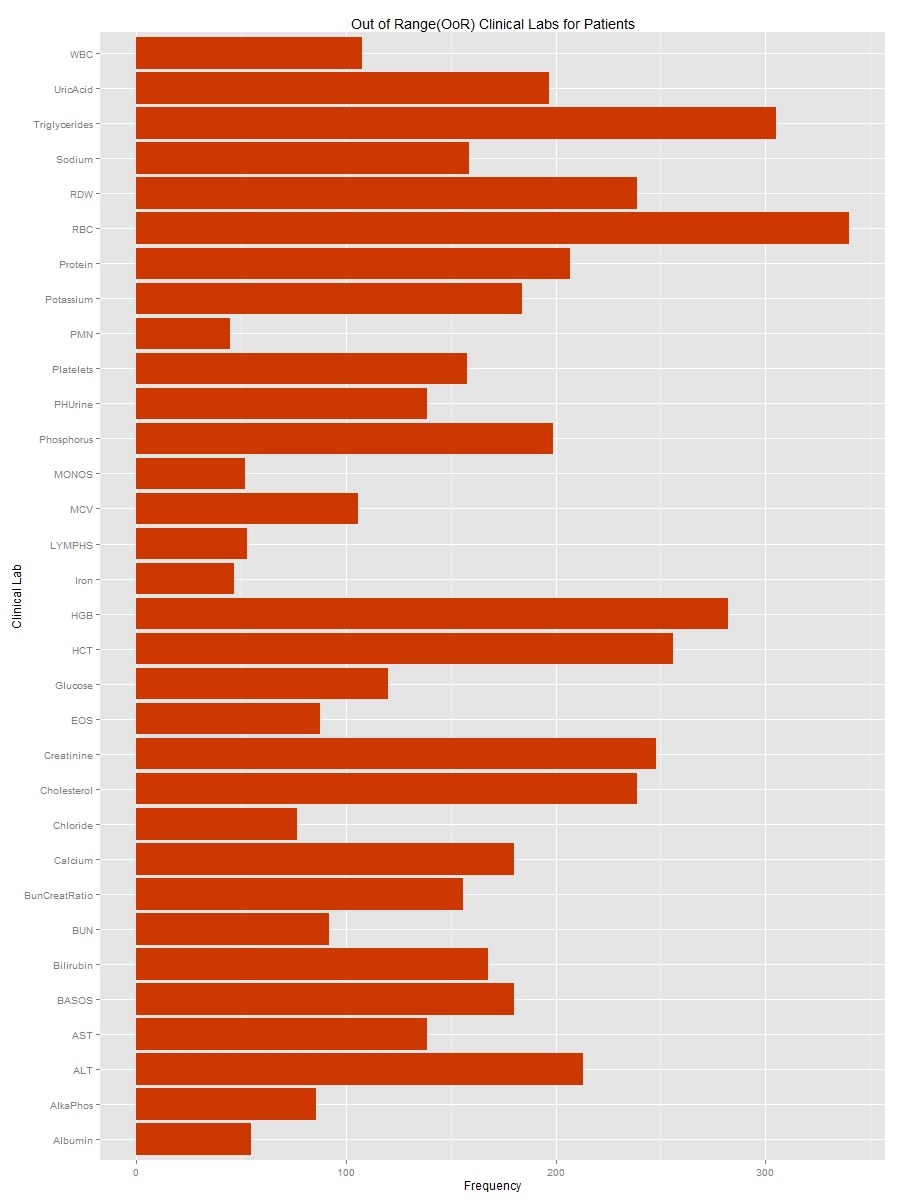 Out of Range(OoR) Clinical Labs for Patients
WBC
UricAcid
Triglycerides
Sodium
RDW
RBC
Protein
Potassium
PMN
Platelets
PHUrine
Phosphorus
MONOS
MCV
LYMPHS
Iron
HGB
HCT
Glucose
EOS
Creatinine
Cholesterol
Chloride
Calcium
BunCreatRatio
BUN
Bilirubin
BASOS
AST
ALT
AlkaPhos
Albumin
Clinical Lab
0 100 200 300
Frequency